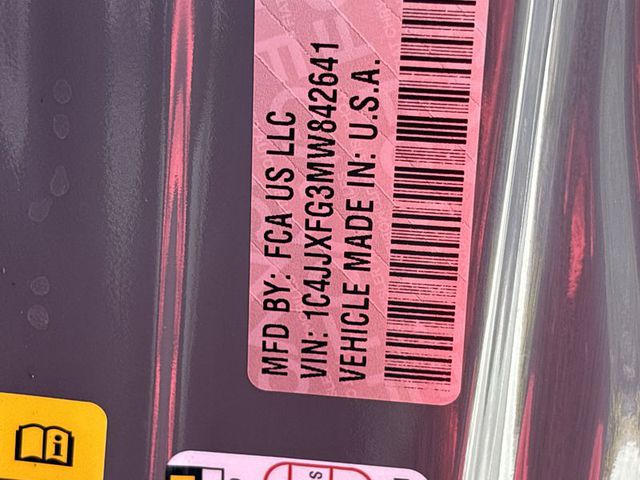 MFD BY: FCA US LLC
VIN: 1C4JJXFG3MW842641
VEHICLE MADE IN: U.S.A.